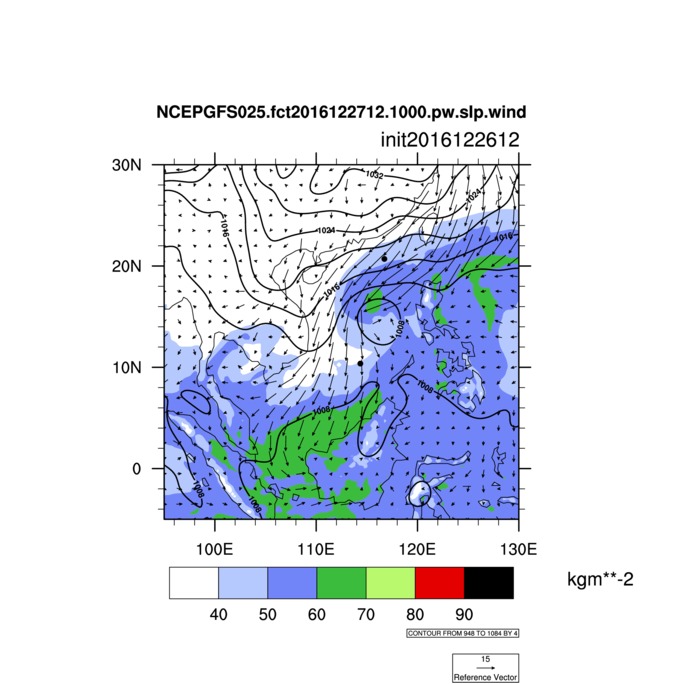 NCEPGFS025.fct2016122712.1000.pw.slp.wind
init2016122612
30N
1032
1024
1016
1024
1016
20N
1016
1008
10N
1008
1008
0
1008
1008
100E 110E 120E 130E
kgm**-2
40 50 60 70 80 90
CONTOUR FROM 948 TO 1084 BY 4
15
Reference Vector